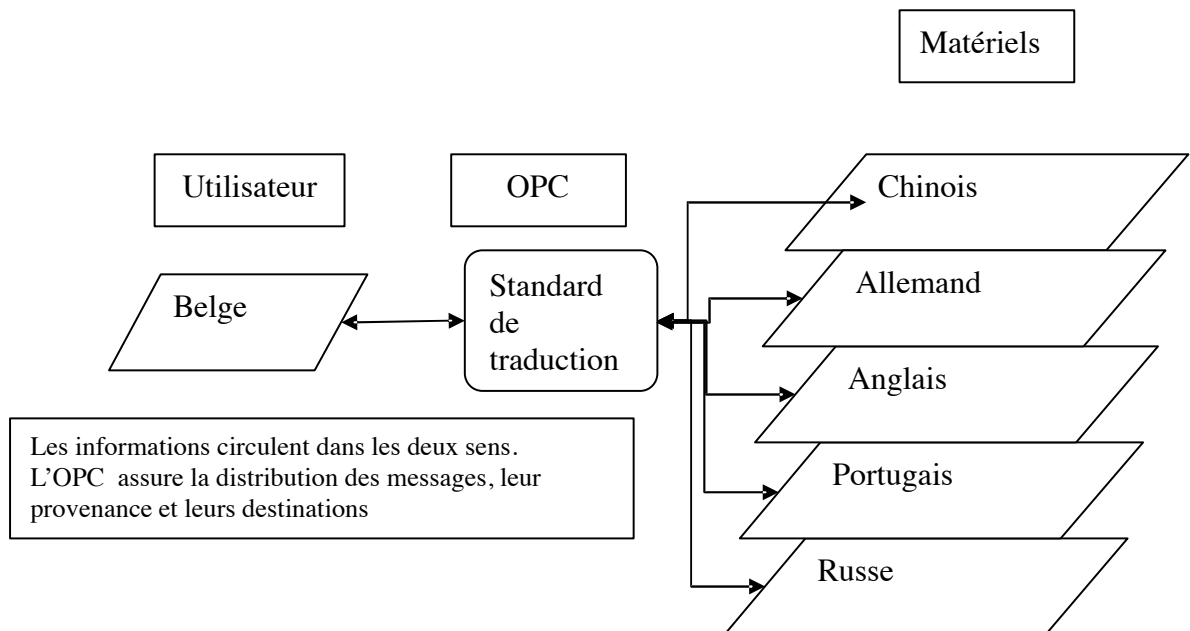 Matériels
Utilisateur
OPC
Chinois
Belge
Standard
de
traduction
Allemand
Anglais
Portugais
Russe
Les informations circulent dans les deux sens.
L’OPC  assure la distribution des messages, leur
provenance et leurs destinations